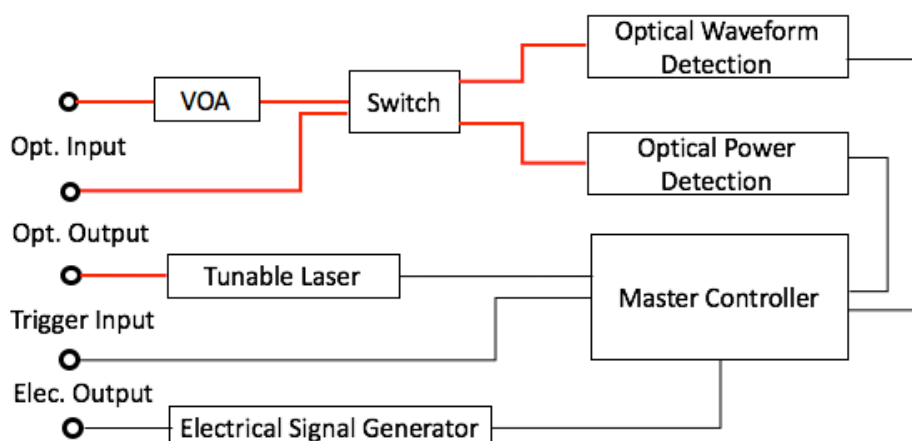 Optical Waveform
Detection
VOA
Switch
Opt. Input
Optical Power
Detection
Opt. Output
Tunable Laser
Master Controller
Trigger Input
Elec. Output
Electrical Signal Generator